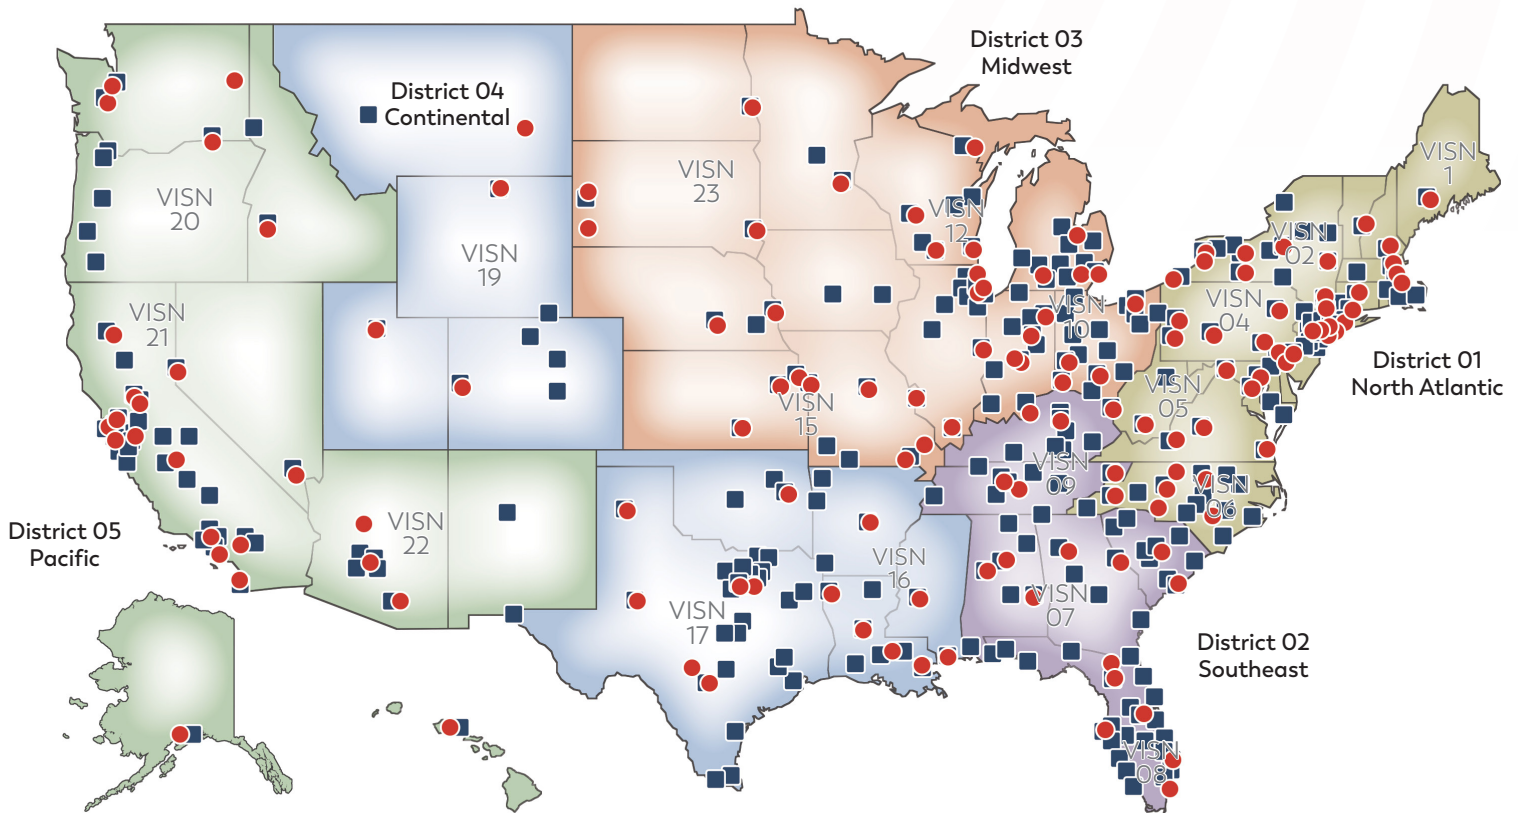 District 03
Midwest
District 04
Continental
VISN
1
VISN
23
VISN
20
VISN
12
VISN
02
VISN
19
VISN
21
VISN
10
VISN
04
District 01
North Atlantic
VISN
05
VISN
15
VISN
09
VISN
06
District 05
Pacific
VISN
22
VISN
16
VISN
07
VISN
17
District 02
Southeast
VISN
08